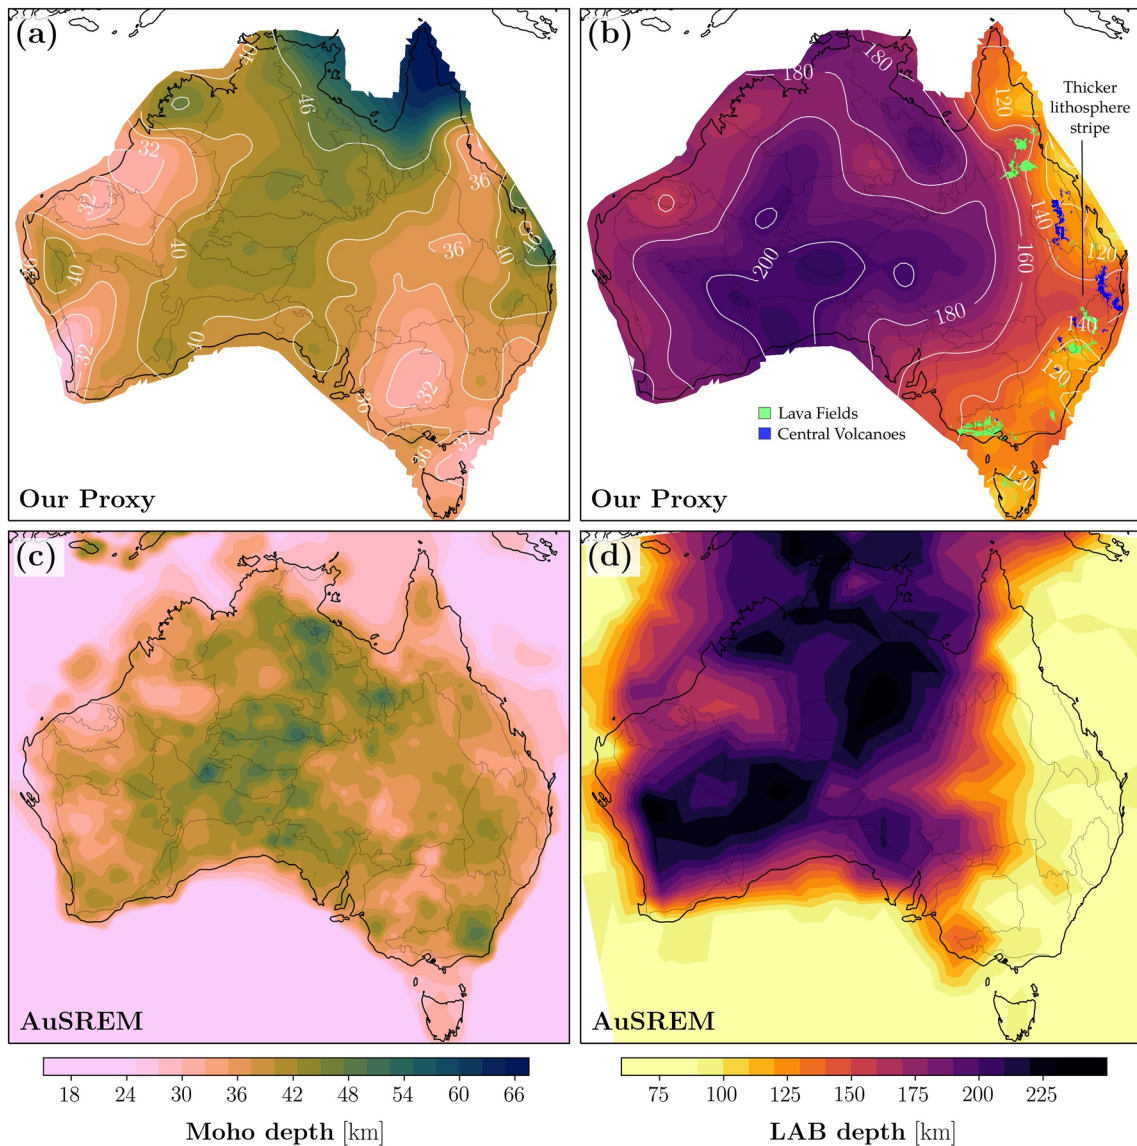 (a)
40
46
32
36
32
40
36
40
46
36
40
40
32
32
36
32
36
Our Proxy
(b)
180
180
120
Thicker
lithosphere
stripe
140
200
160
120
180
140
120
Lava Fields
Central Volcanoes
120
Our Proxy
(c)
AuSREM
(d)
AuSREM
18 24 30 36 42 48 54 60 66
Moho depth [km]
75 100 125 150 175 200 225
LAB depth [km]